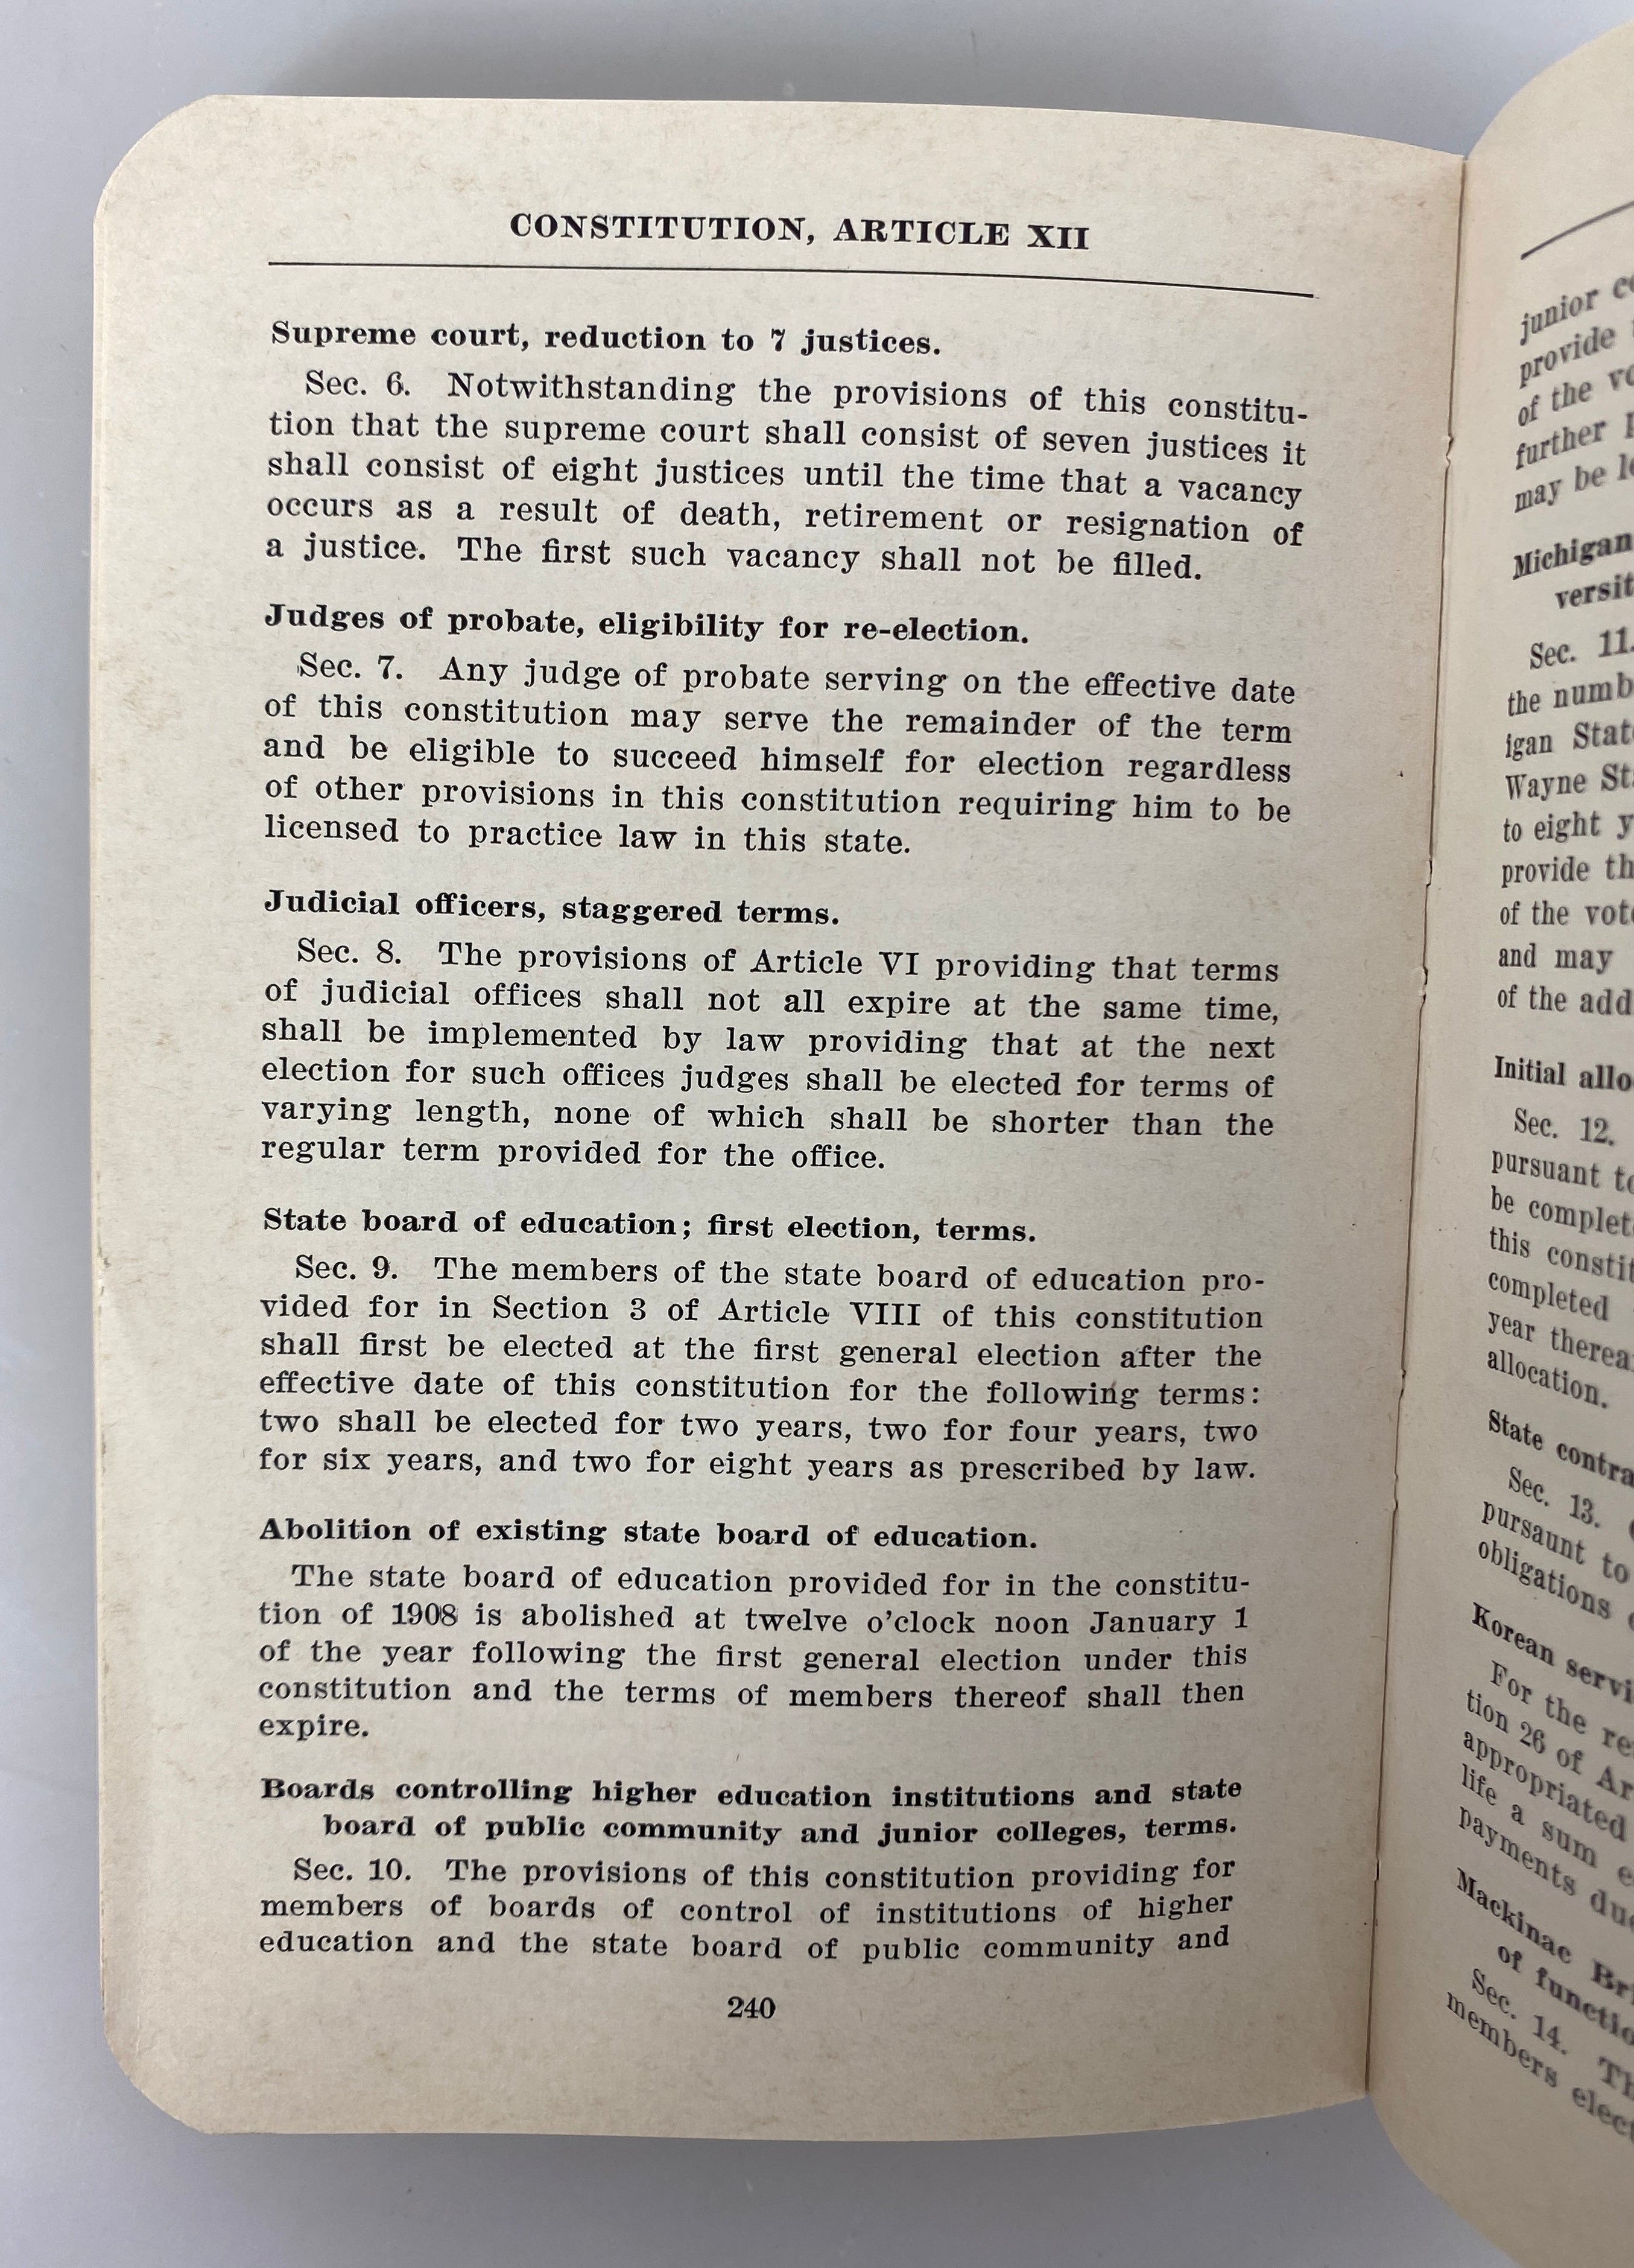 CONSTITUTION, ARTICLE XII
Supreme court, reduction to 7 justices.
Sec. 6. Notwithstanding the provisions of this constitu-
tion that the supreme court shall consist of seven justices it
shall consist of eight justices until the time that a vacancy
occurs as a result of death, retirement or resignation of
a justice. The first such vacancy shall not be filled.
Judges of probate, eligibility for re-election.
Sec. 7. Any judge of probate serving on the effective date
of this constitution may serve the remainder of the term
and be eligible to succeed himself for election regardless
of other provisions in this constitution requiring him to be
licensed to practice law in this state.
Judicial officers, staggered terms.
Sec. 8. The provisions of Article VI providing that terms
of judicial offices shall not all expire at the same time,
shall be implemented by law providing that at the next
election for such offices judges shall be elected for terms of
varying length, none of which shall be shorter than the
regular term provided for the office.
State board of education; first election, terms.
Sec. 9. The members of the state board of education pro-
vided for in Section 3 of Article VIII of this constitution
shall first be elected at the first general election after the
effective date of this constitution for the following terms:
two shall be elected for two years, two for four years, two
for six years, and two for eight years as prescribed by law.
Abolition of existing state board of education.
The state board of education provided for in the constitu-
tion of 1908 is abolished at twelve o'clock noon January 1
of the year following the first general election under this
constitution and the terms of members thereof shall then
expire.
Boards controlling higher education institutions and state
board of public community and junior colleges, terms.
Sec. 10. The provisions of this constitution providing for
members of boards of control of institutions of higher
education and the state board of public community and
240
junior
provide
of the
further
may be
Michigan
Sec. 11.
the
igan
Wayne
to eight
provide
of the
and may
of the
Initial
Sec. 12.
pursuant
be
this
completed
year
allocation.
State
Sec. 13.
pursaunt to
obligations
Korean
For the
tion 26 of
appropriated
life a sum
payments
Mackinac
of
Sec. 14.
members